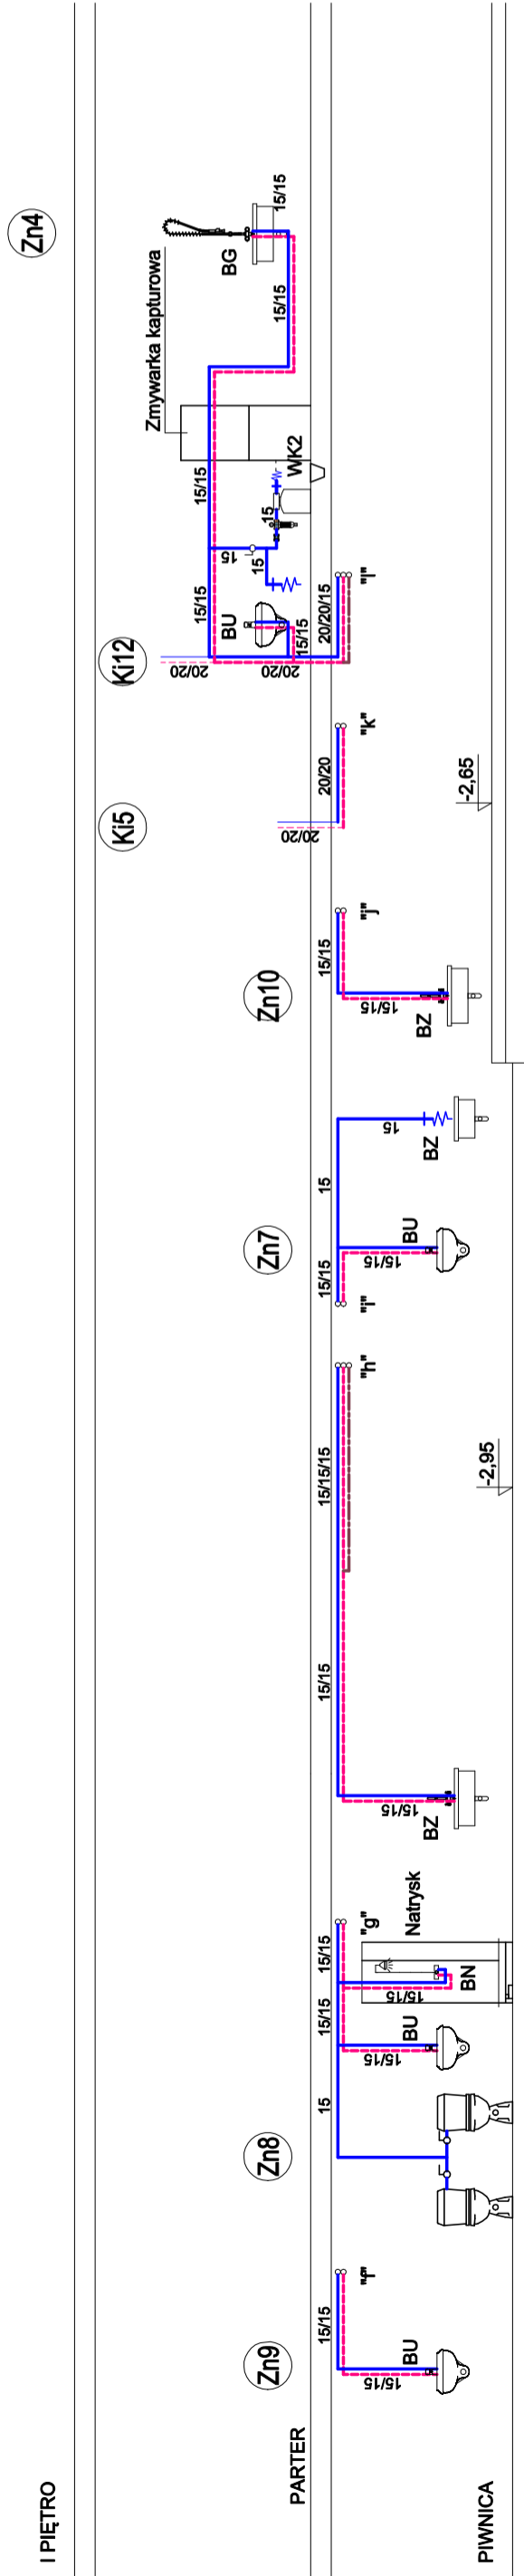 Zn4
15/15
BG
15/15
Zmywarka kapturowa
15/15
WK2
15
15
15
15/15
BU
15/15
20/20/15
"l"
Ki12
20/20
20/20
"k"
20/20
Ki5
20/20
-2,65
"j"
15/15
Zn10
15/15
BZ
15
BZ
15
BU
Zn7
15/15
15/15
"i"
"h"
15/15/15
-2,95
15/15
15/15
BZ
"g"
Natrysk
15/15
BN
15/15
15/15
BU
15/15
15
Zn8
"f"
15/15
BU
Zn9
15/15
I PIĘTRO
PARTER
PIWNICA